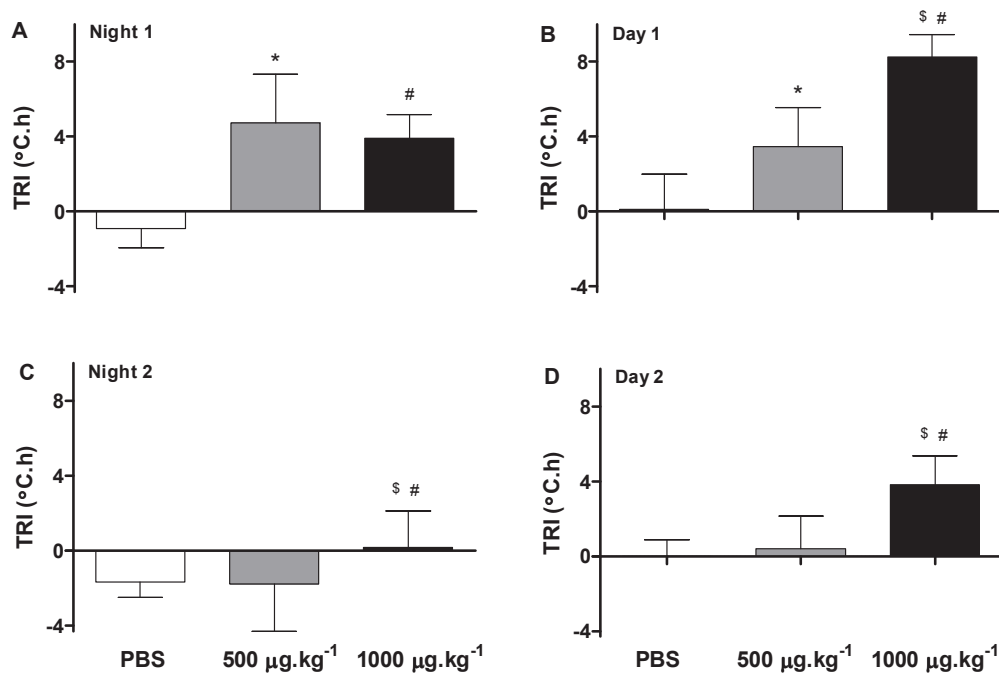 A Night 1
TRI (°C.h)
8
4
0
-4
*
#
B Day 1
TRI (°C.h)
8
4
0
-4
*
$ #
C Night 2
TRI (°C.h)
8
4
0
-4
$ #
PBS 500 µg.kg-1 1000 µg.kg-1
D Day 2
TRI (°C.h)
8
4
0
-4
$ #
PBS 500 µg.kg-1 1000 µg.kg-1